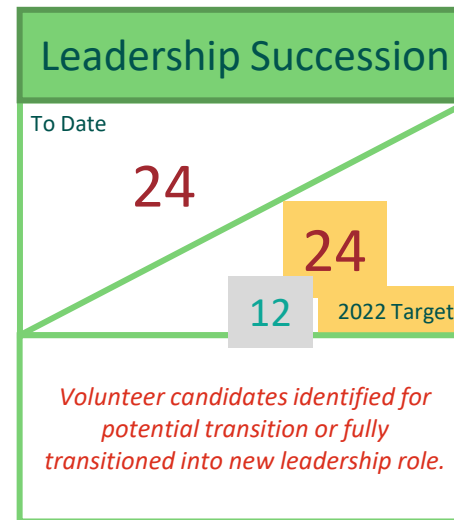 Leadership Succession
To Date
24
24
12
2022 Target
Volunteer candidates identified for
potential transition or fully
transitioned into new leadership role.